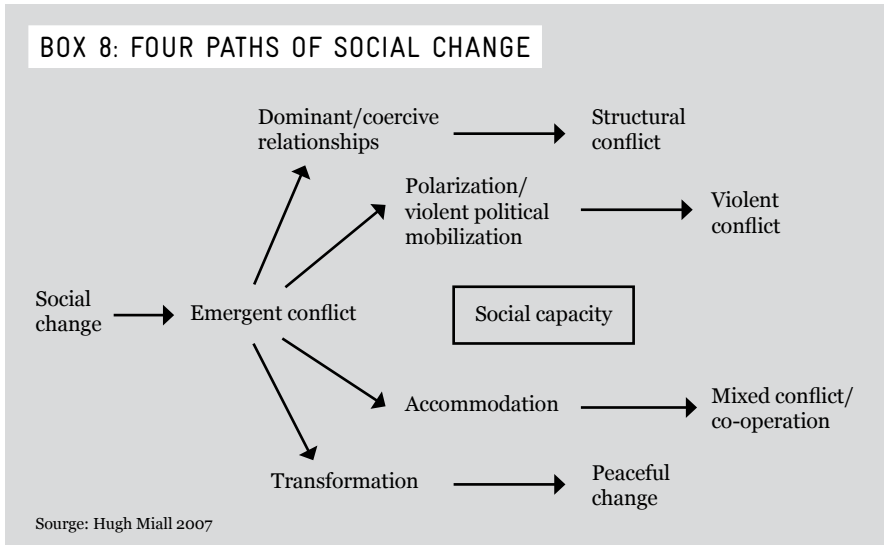 BOX 8: FOUR PATHS OF SOCIAL CHANGE
Dominant/coercive
relationships
Structural
conflict
Polarization/
violent political
mobilization
Violent
conflict
Social
change
Emergent conflict
Social capacity
Accommodation
Mixed conflict/
co-operation
Transformation
Peaceful
change
Sourge: Hugh Miall 2007